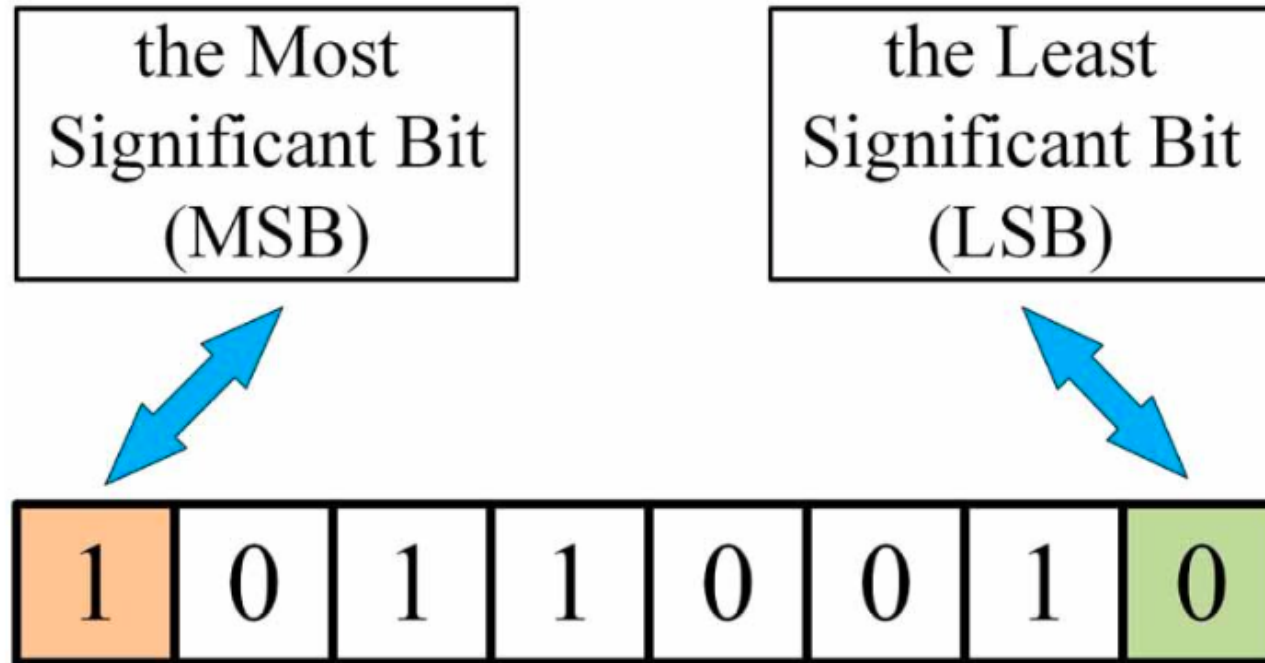 the Most
Significant Bit
(MSB)
the Least
Significant Bit
(LSB)
1 0 1 1 0 0 1 0